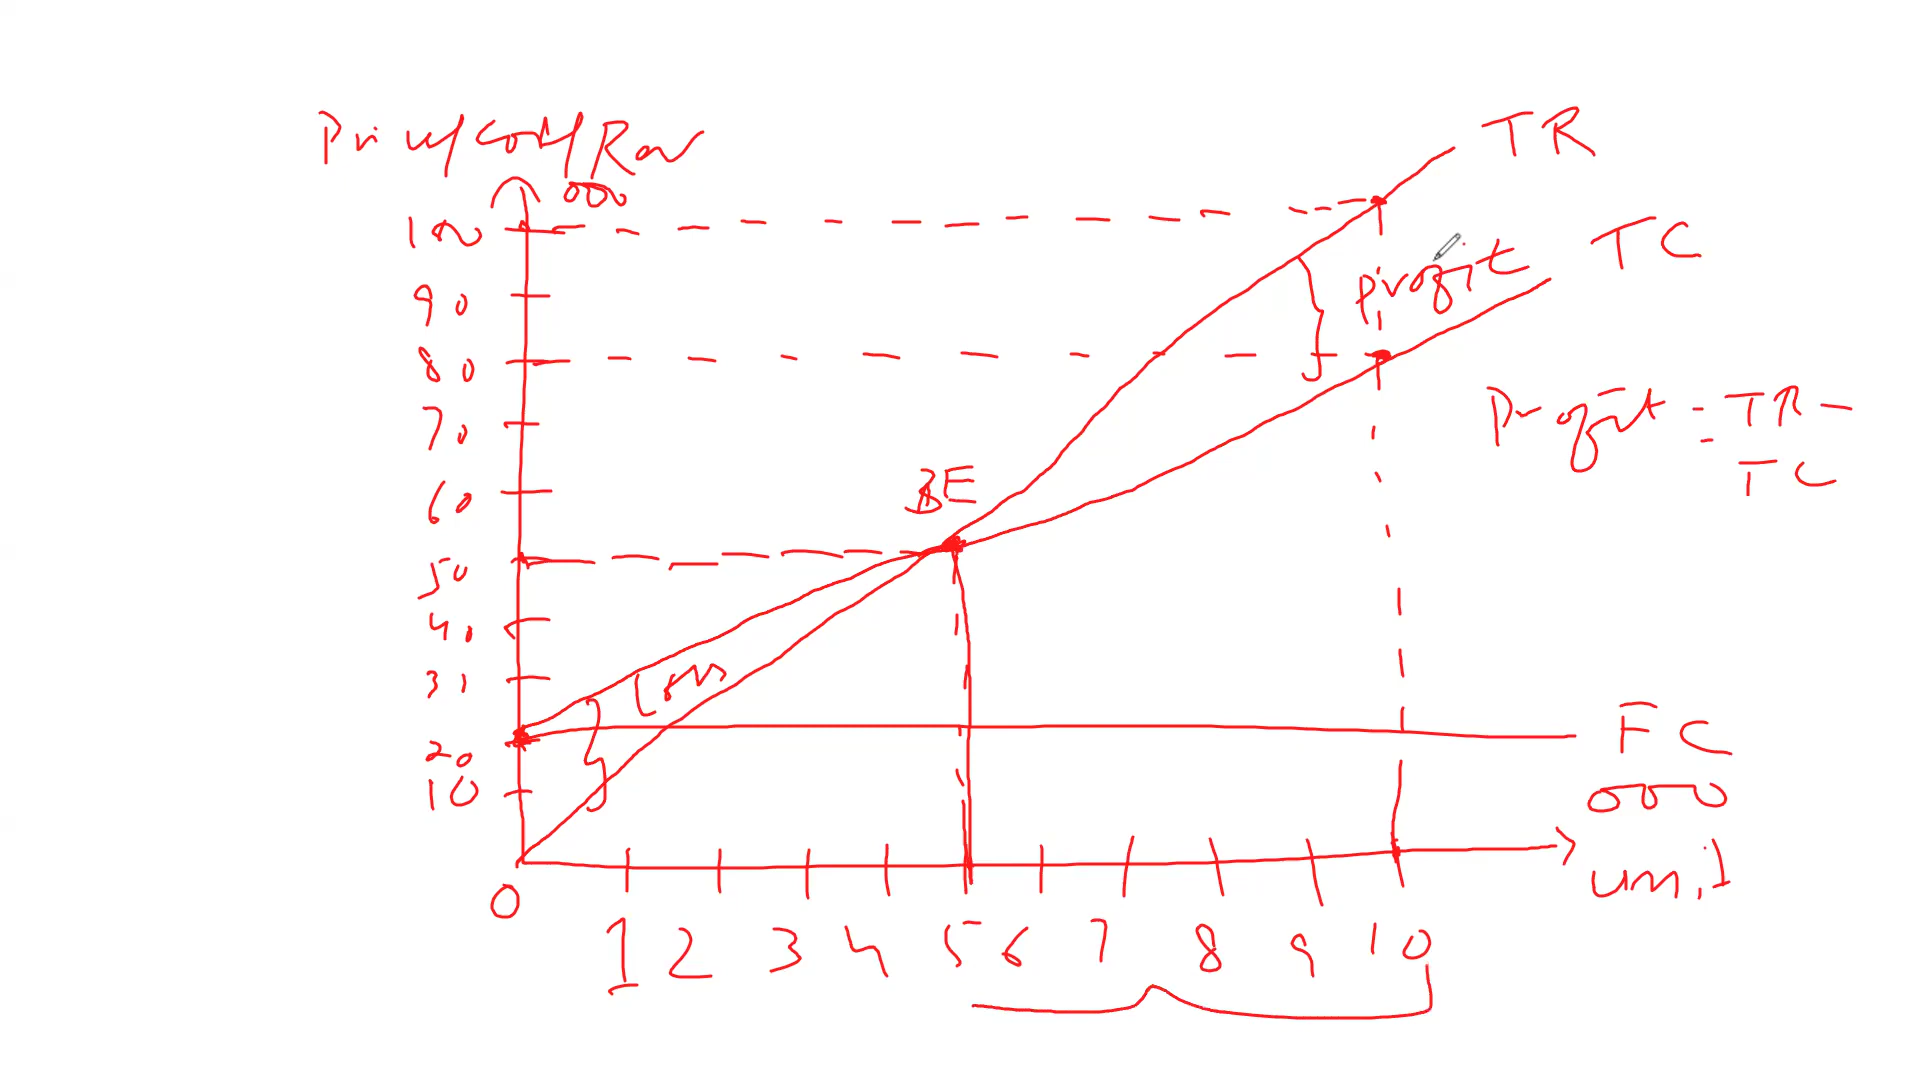 Price/Cost/Rev
000
TR
TC
100
90
80
70
60
50
40
30
20
10
0
profit
Profit = TR -
TC
BE
Loss
FC
000
unit
1 2 3 4 5 6 7 8 9 10